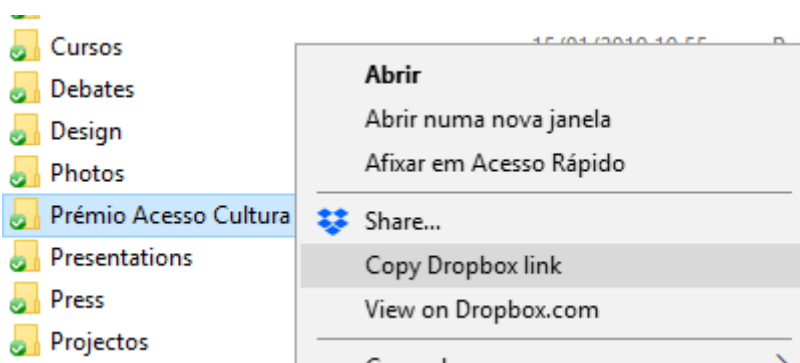 Cursos
Debates
Design
Photos
Prémio Acesso Cultura
Presentations
Press
Projectos
Abrir
Abrir numa nova janela
Afixar em Acesso Rápido
Share...
Copy Dropbox link
View on Dropbox.com